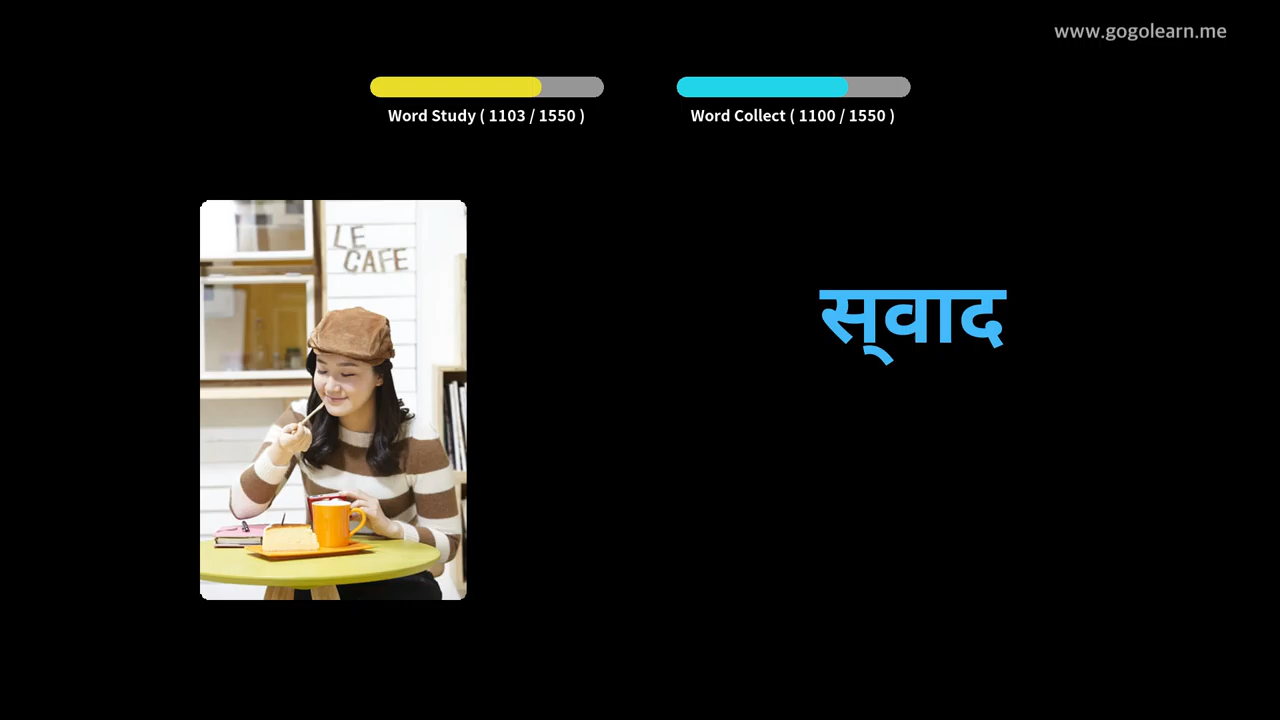 www.gogolearn.me
Word Study ( 1103 / 1550 )
Word Collect ( 1100 / 1550 )
LE
CAFE
स्‌वाद